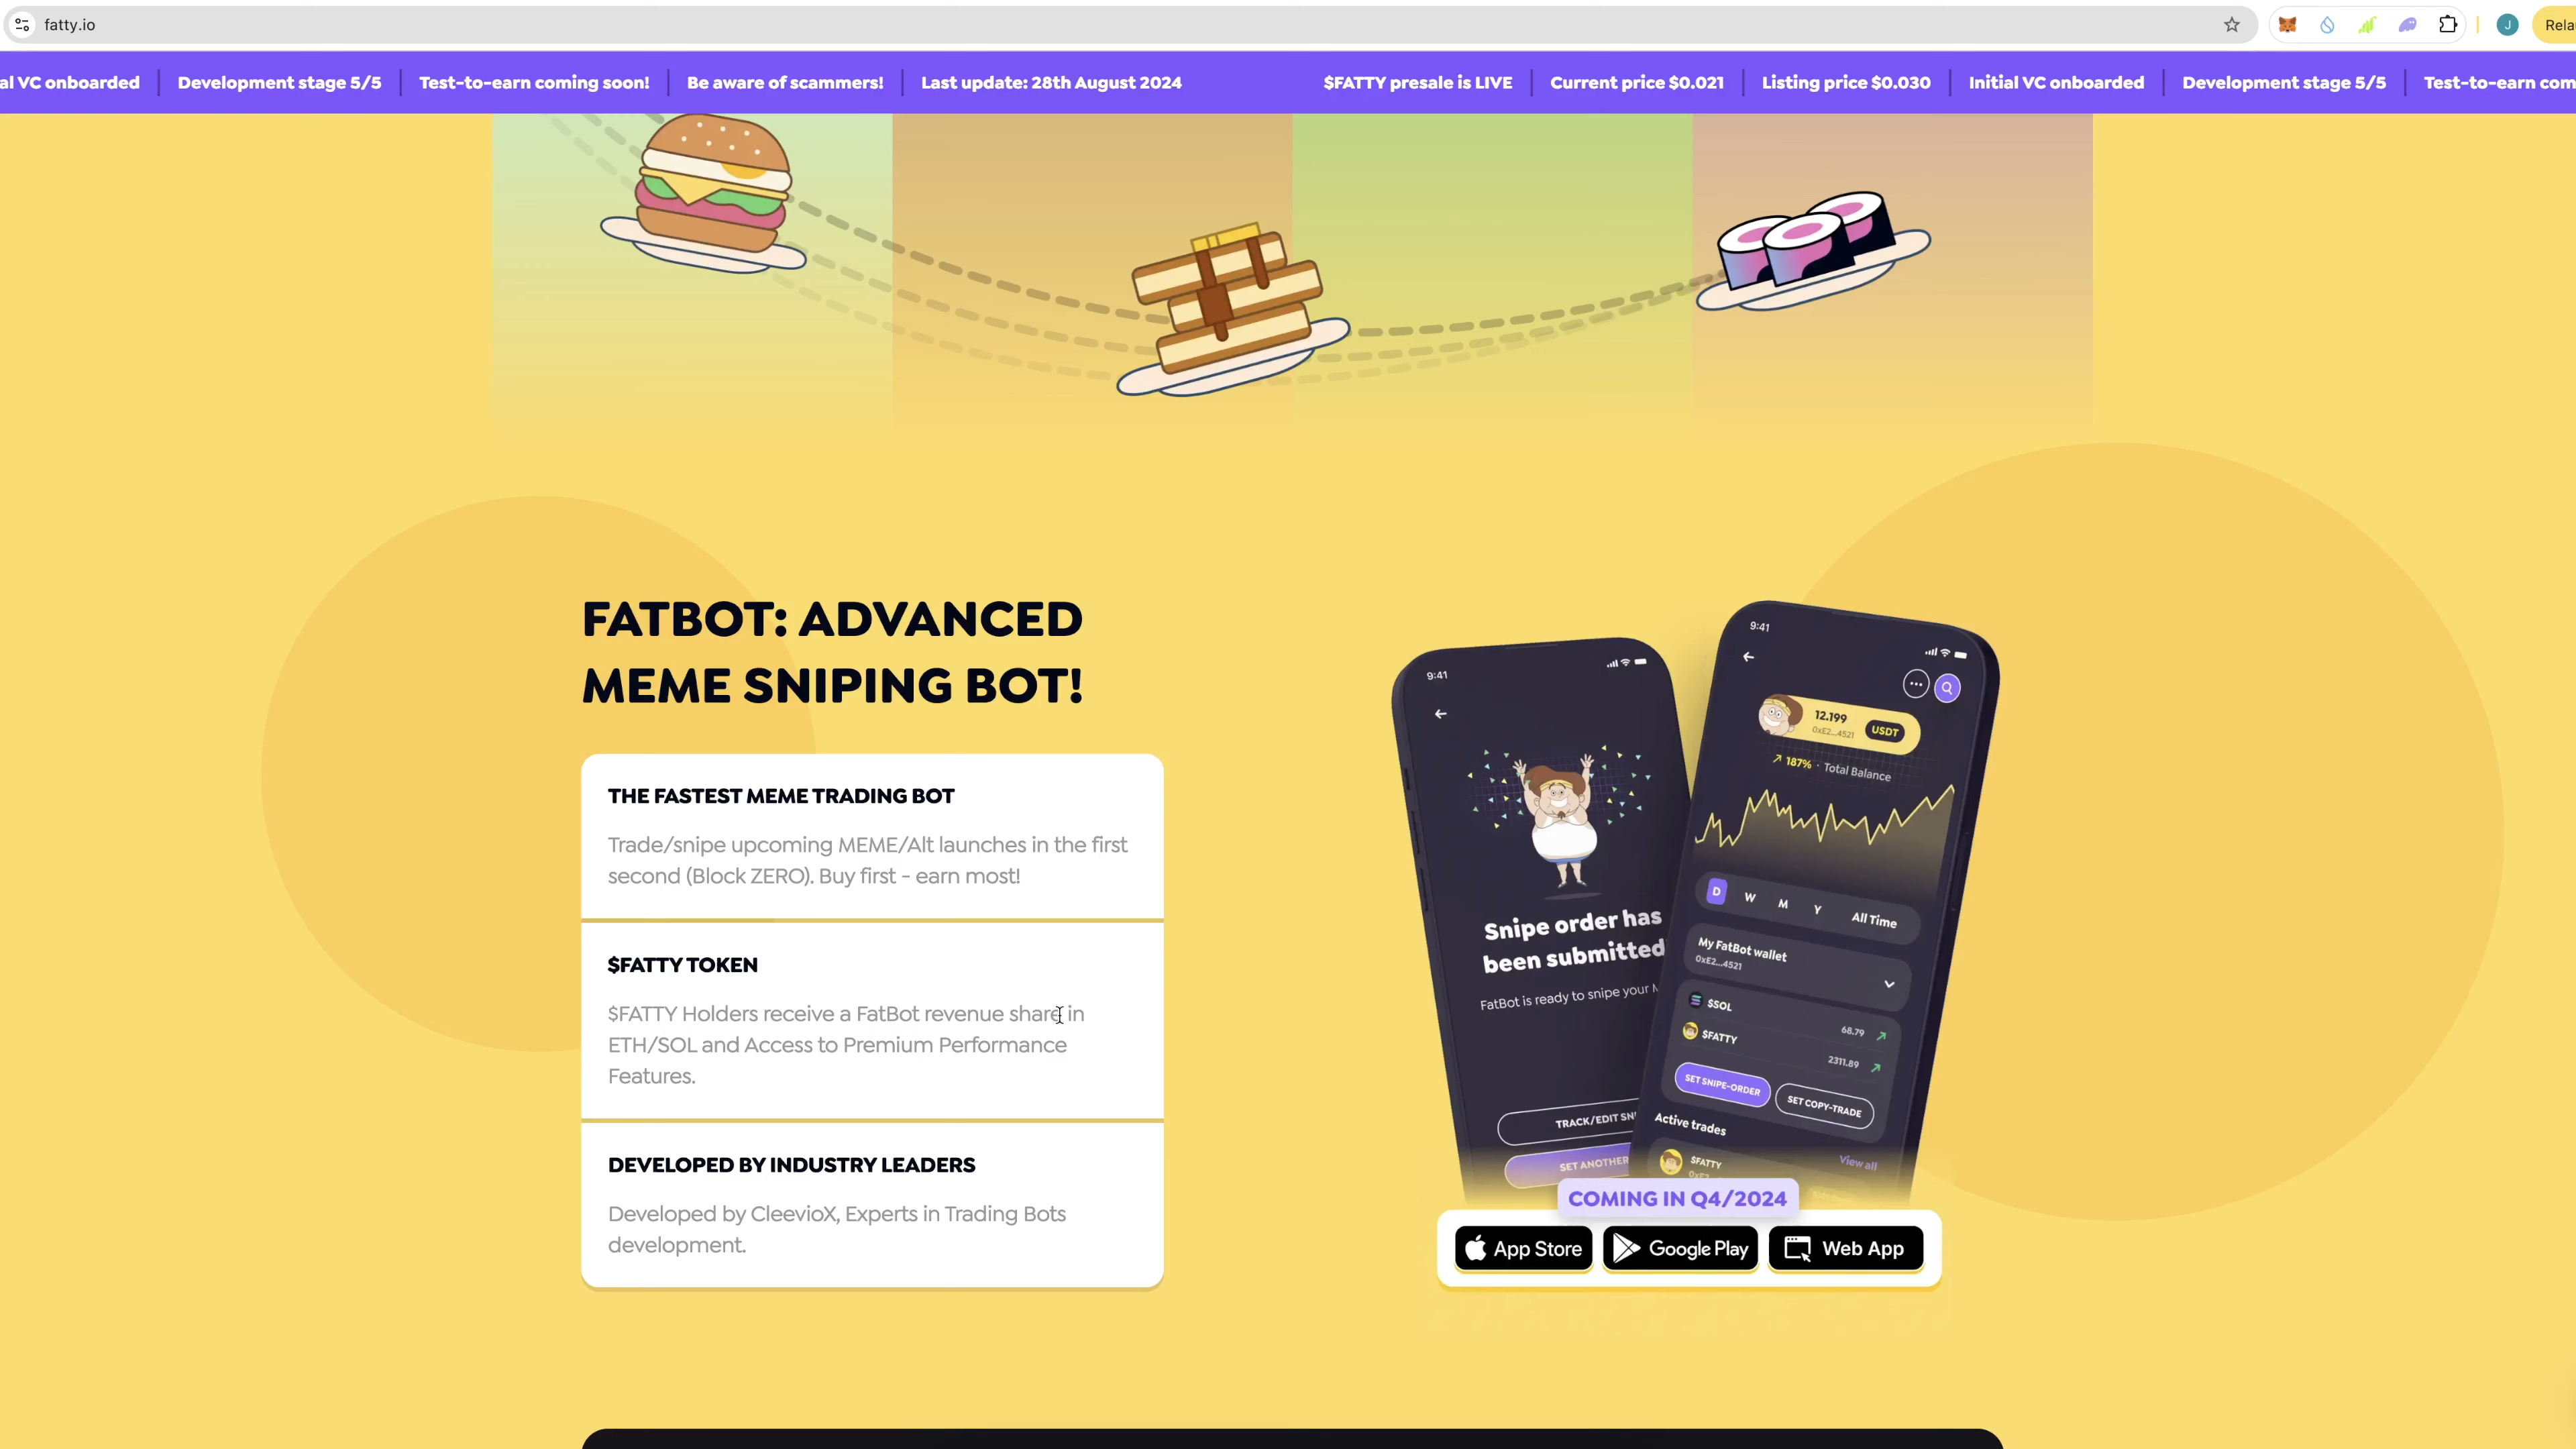 fatty.io
J
Rela
al VC onboarded | Development stage 5/5 | Test-to-earn coming soon! | Be aware of scammers! | Last update: 28th August 2024 $FATTY presale is LIVE | Current price $0.021 | Listing price $0.030 | Initial VC onboarded | Development stage 5/5 | Test-to-earn com
FATBOT: ADVANCED
MEME SNIPING BOT!
THE FASTEST MEME TRADING BOT
Trade/snipe upcoming MEME/Alt launches in the first
second (Block ZERO). Buy first - earn most!
$FATTY TOKEN
$FATTY Holders receive a FatBot revenue share in
ETH/SOL and Access to Premium Performance
Features.
DEVELOPED BY INDUSTRY LEADERS
Developed by CleevioX, Experts in Trading Bots
development.
9:41
Snipe order has
been submitted
FatBot is ready to snipe your
TRACK/EDIT SNI
SET ANOTHER
9:41
12.199
0xE2...4521
USDT
187% · Total Balance
D W M Y All Time
My FatBot wallet
0xE2...4521
$SOL 68.79
$FATTY 2311.89
SET SNIPE-ORDER SET COPY-TRADE
Active trades View all
$FATTY
COMING IN Q4/2024
App Store Google Play Web App